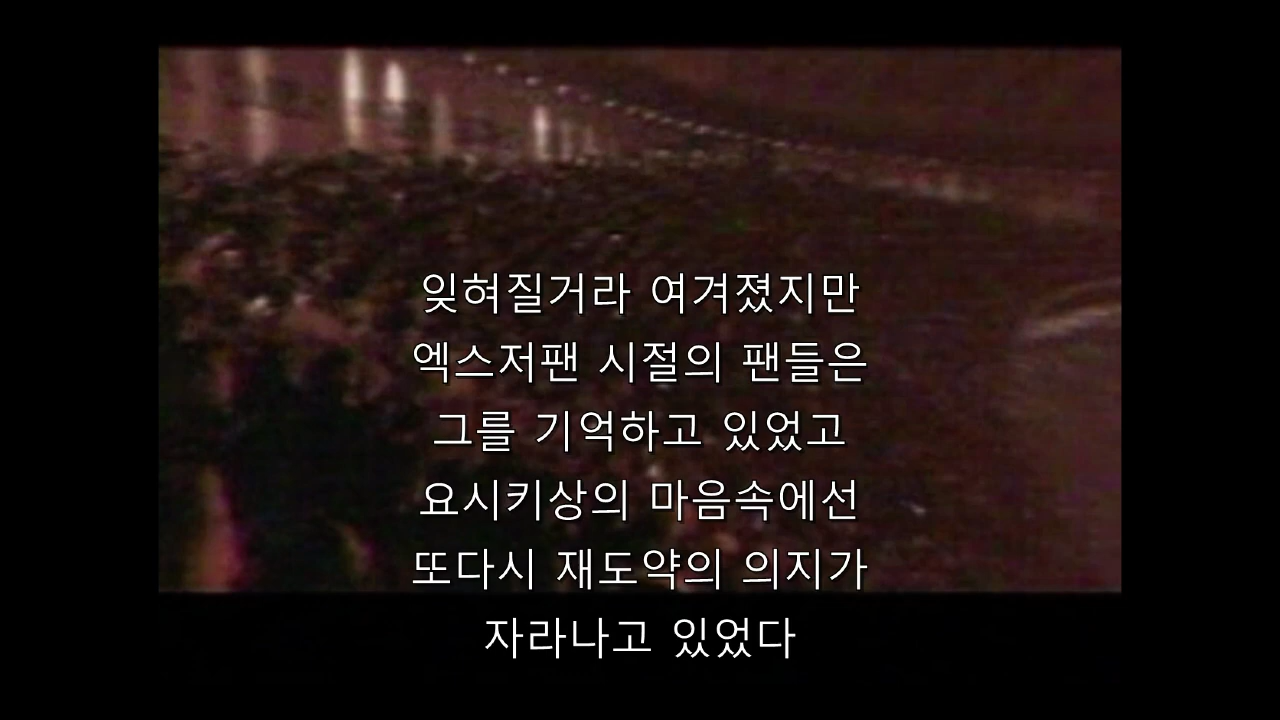 잊혀질거라 여겨졌지만
엑스저팬 시절의 팬들은
그를 기억하고 있었고
요시키상의 마음속에선
또다시 재도약의 의지가
자라나고 있었다